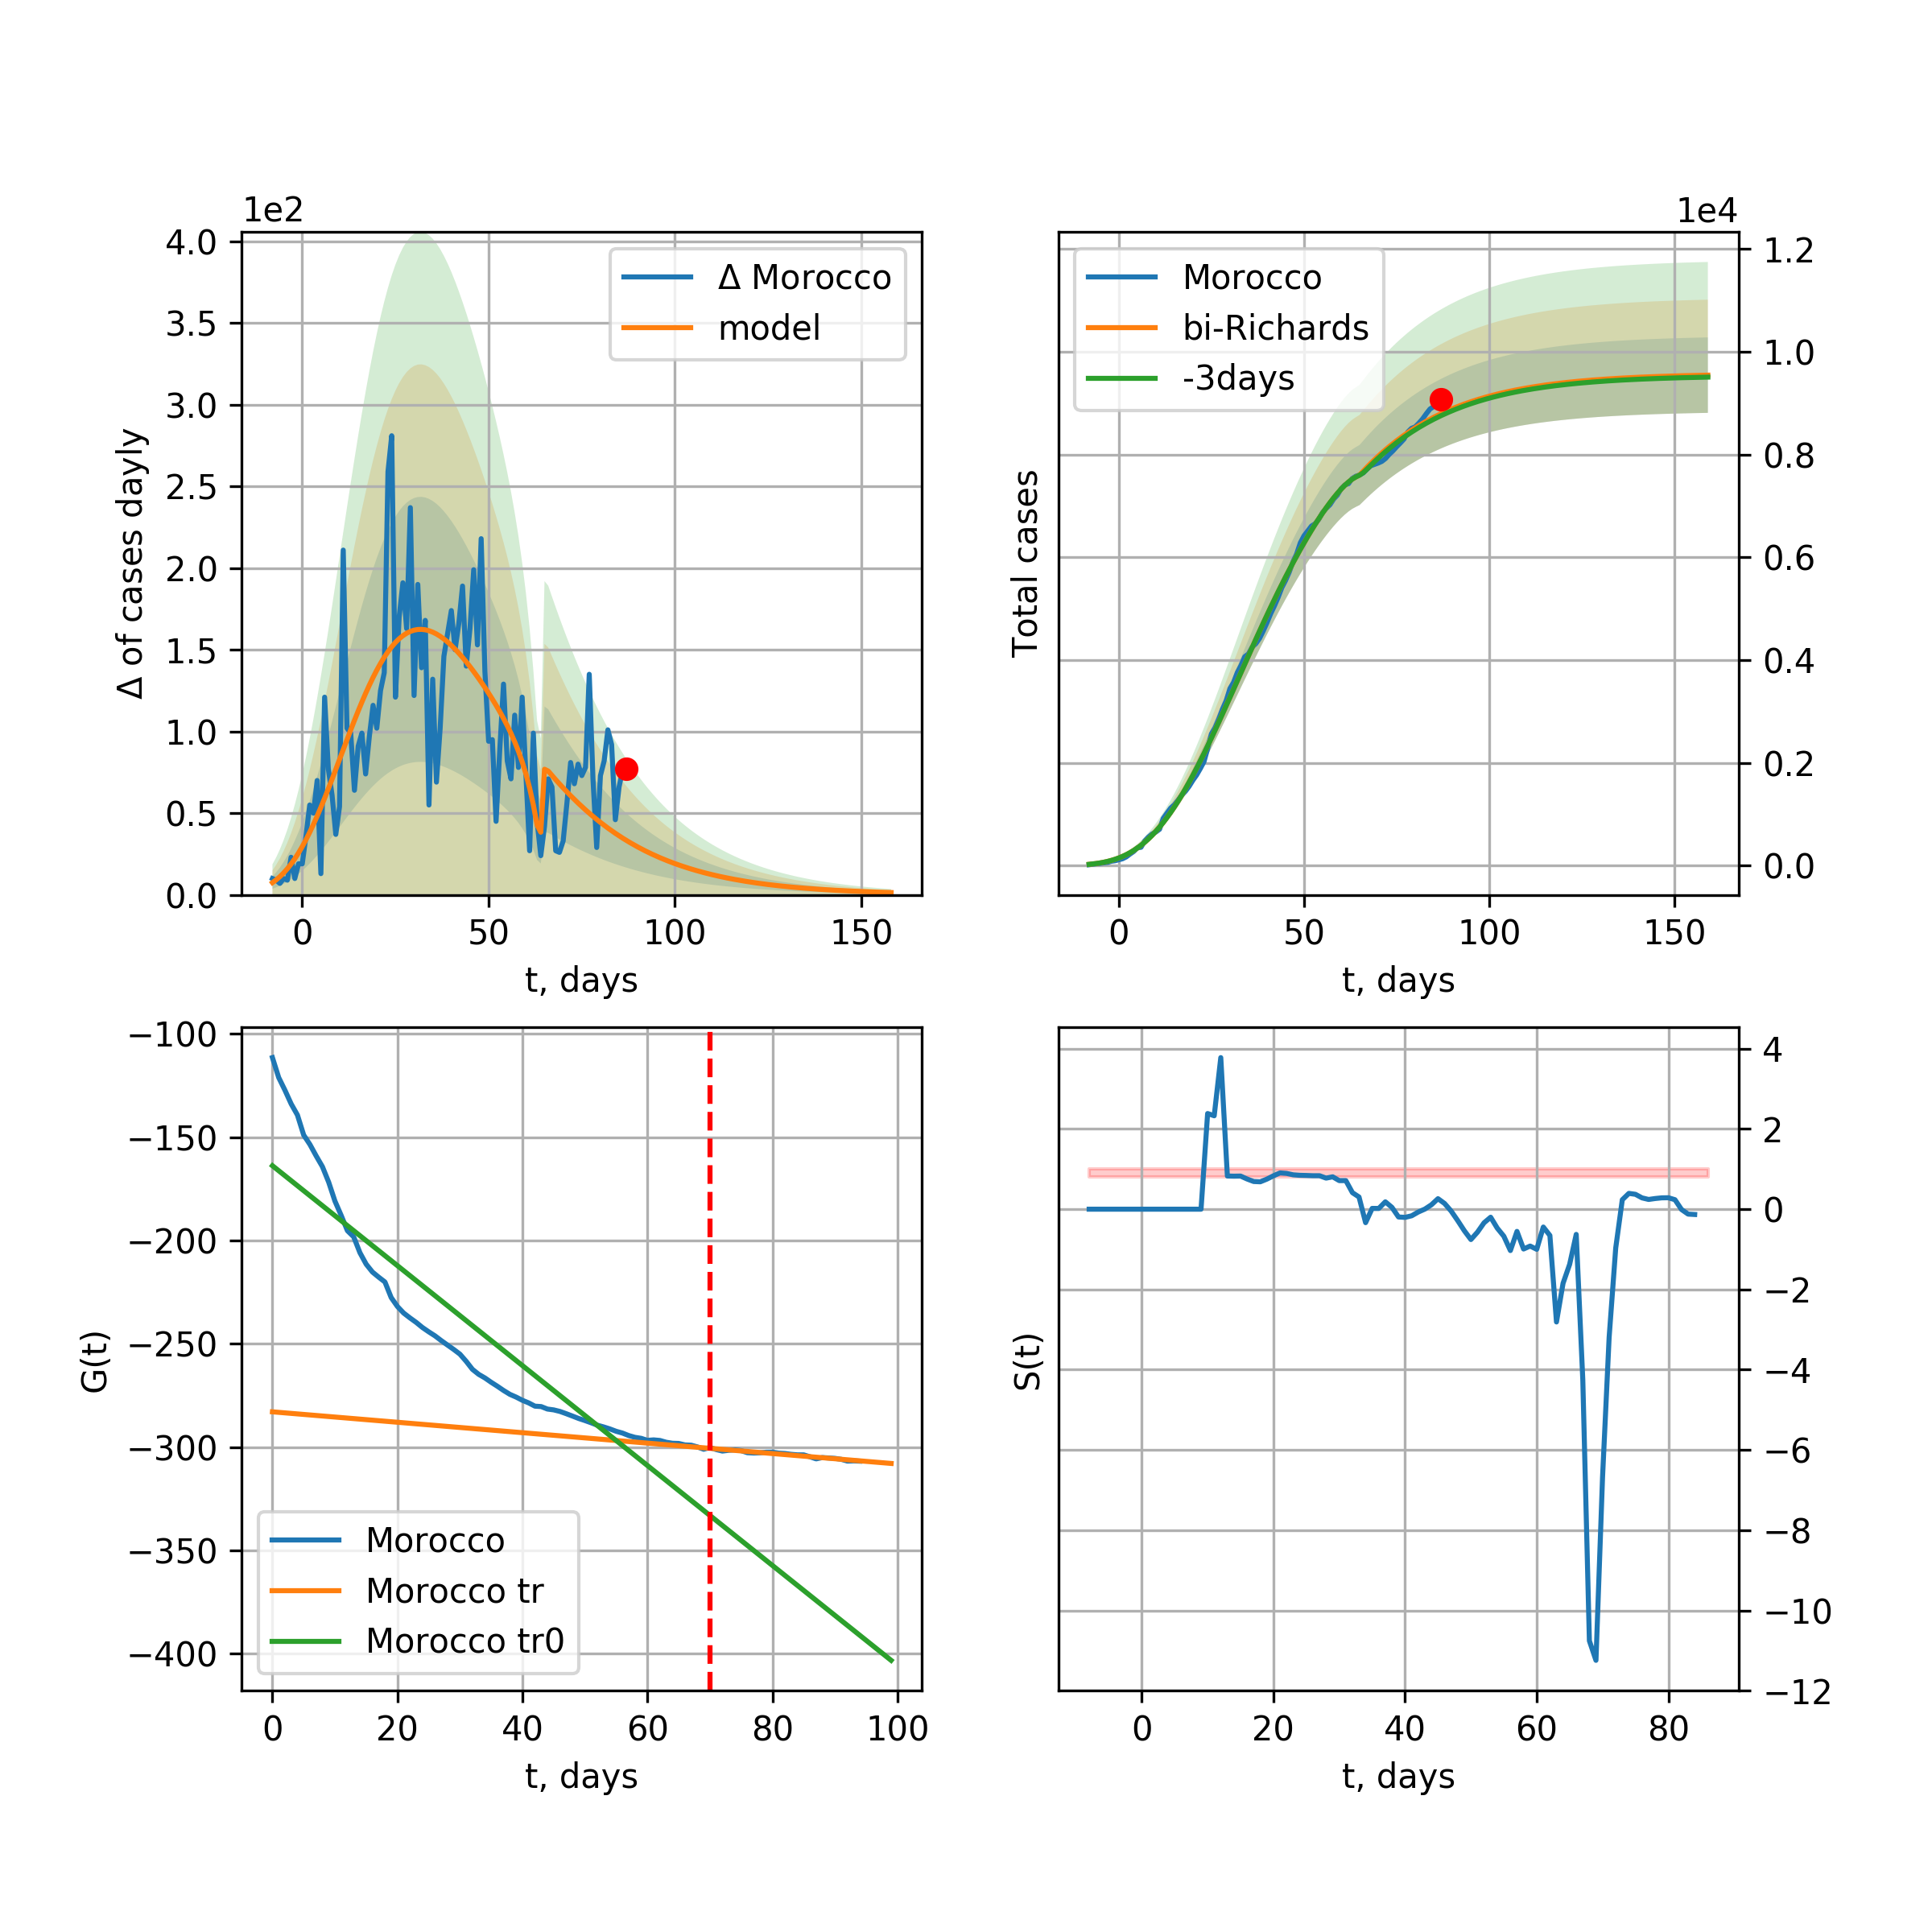 1e2
4.0
3.5
3.0
2.5
2.0
1.5
1.0
0.5
0.0
Δ of cases dayly
Δ Morocco
model
0 50 100 150
t, days
1e4
1.2
1.0
0.8
0.6
0.4
0.2
0.0
Total cases
Morocco
bi-Richards
-3days
0 50 100 150
t, days
−100
−150
−200
−250
−300
−350
−400
G(t)
Morocco
Morocco tr
Morocco tr0
0 20 40 60 80 100
t, days
4
2
0
−2
−4
−6
−8
−10
−12
S(t)
0 20 40 60 80
t, days